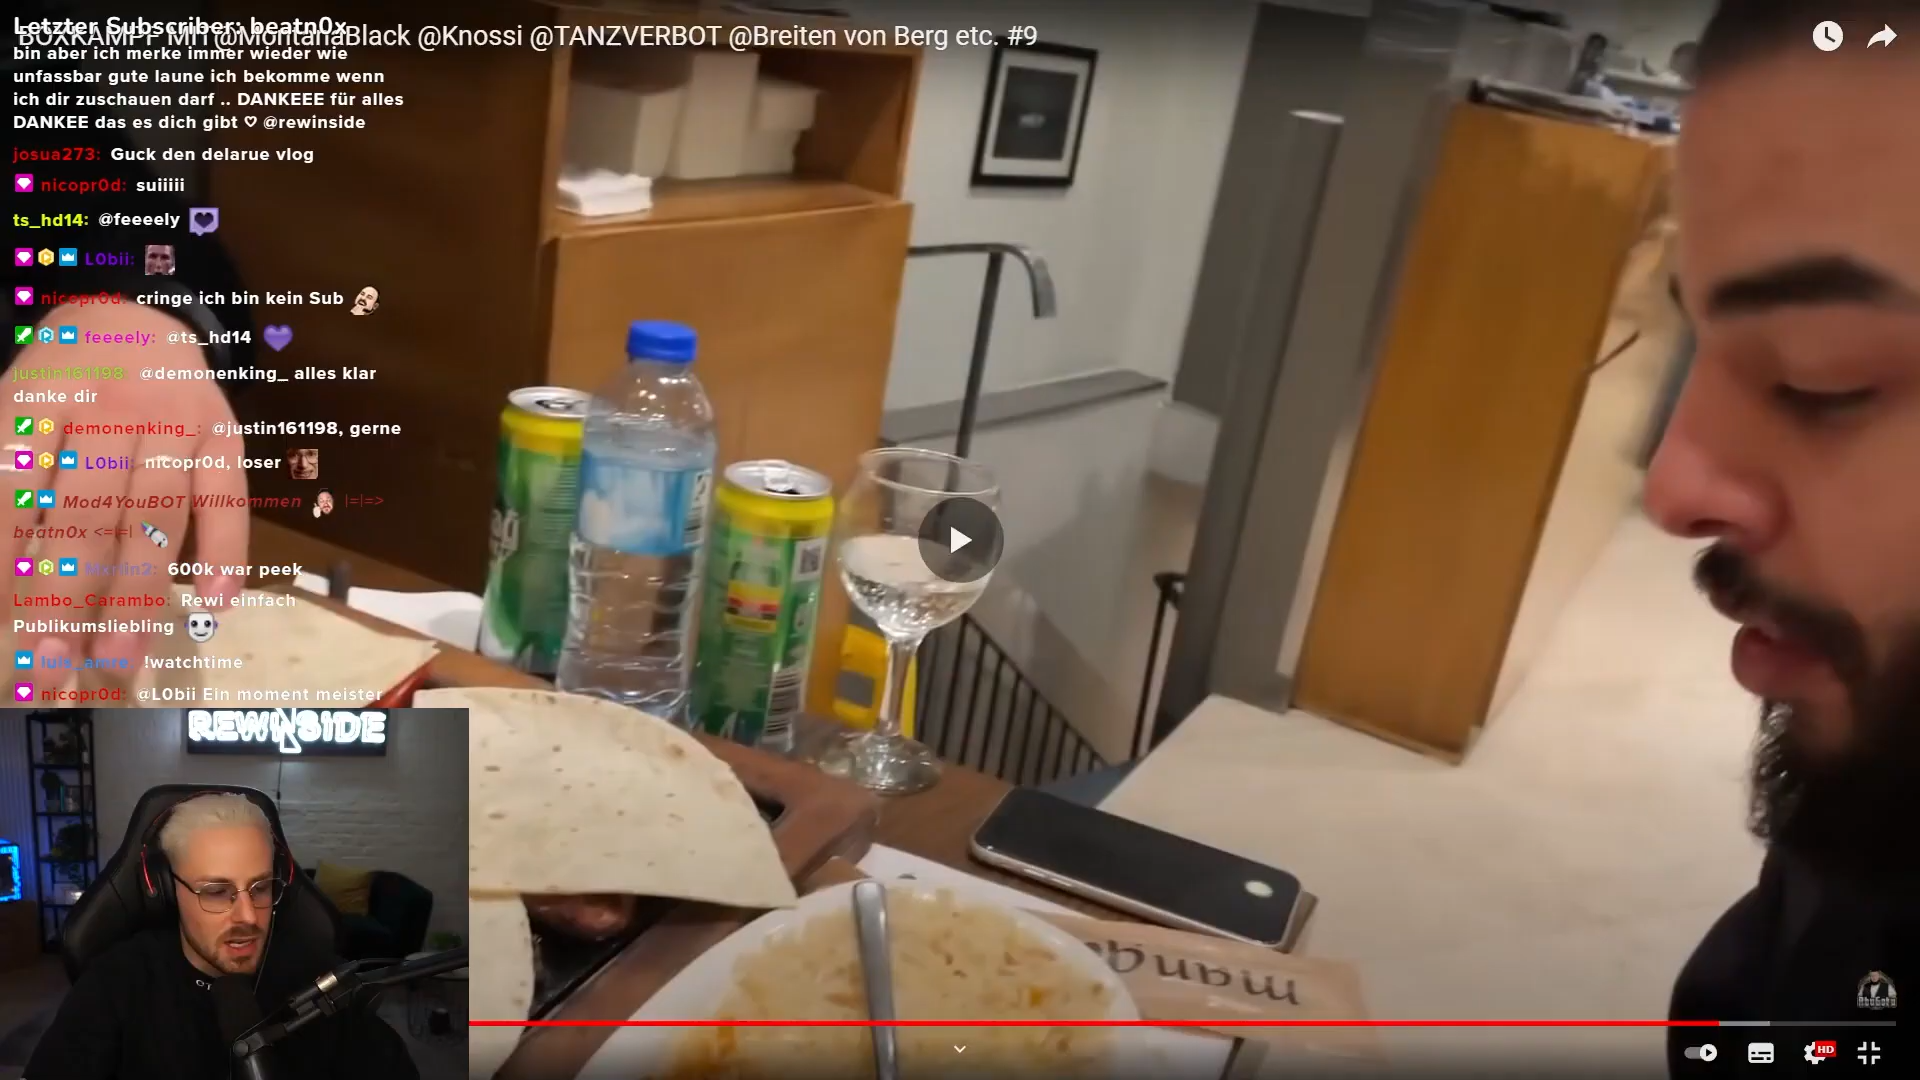 Letzter Subscriber: beatn0x
BOXKAMPF MIT @MontanaBlack @Knossi @TANZVERBOT @Breiten von Berg etc. #9
bin aber ich merke immer wieder wie
unfassbar gute laune ich bekomme wenn
ich dir zuschauen darf .. DANKEEE für alles
DANKEE das es dich gibt ♡ @rewinside
josua273: Guck den delarue vlog
nicopr0d: suiiiii
ts_hd14: @feeeely
L0bii:
nicopr0d: cringe ich bin kein Sub
feeeely: @ts_hd14
justin161198: @demonenking_ alles klar
danke dir
demonenking_: @justin161198, gerne
L0bii: nicopr0d, loser
Mod4YouBOT Willkommen |=|=>
beatn0x <=|=|
600k war peek
Lambo_Carambo: Rewi einfach
Publikumsliebling
luis_amre: !watchtime
nicopr0d: @L0bii Ein moment meister
REWINSIDE
HD